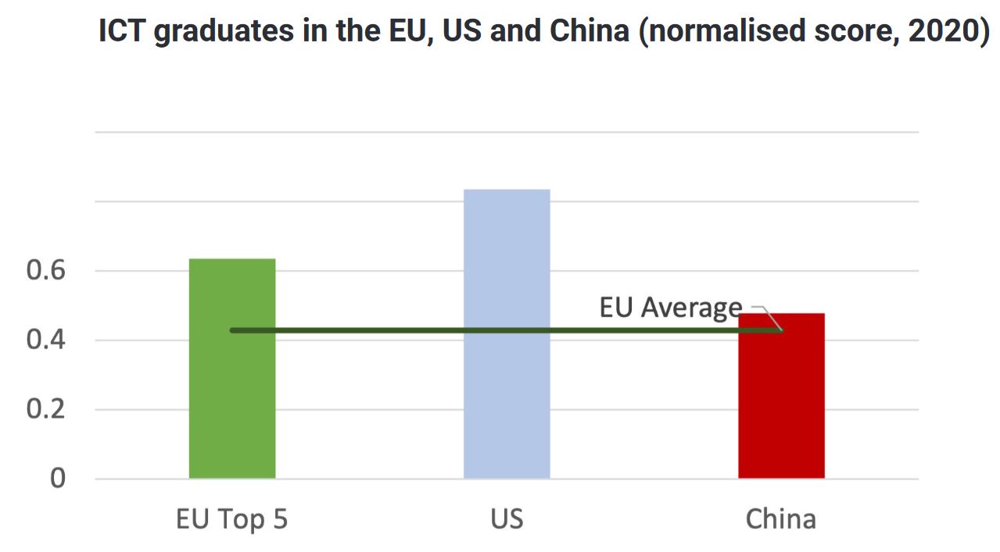 ICT graduates in the EU, US and China (normalised score, 2020)
0.6
EU Average
0.4
0.2
0
EU Top 5
US
China